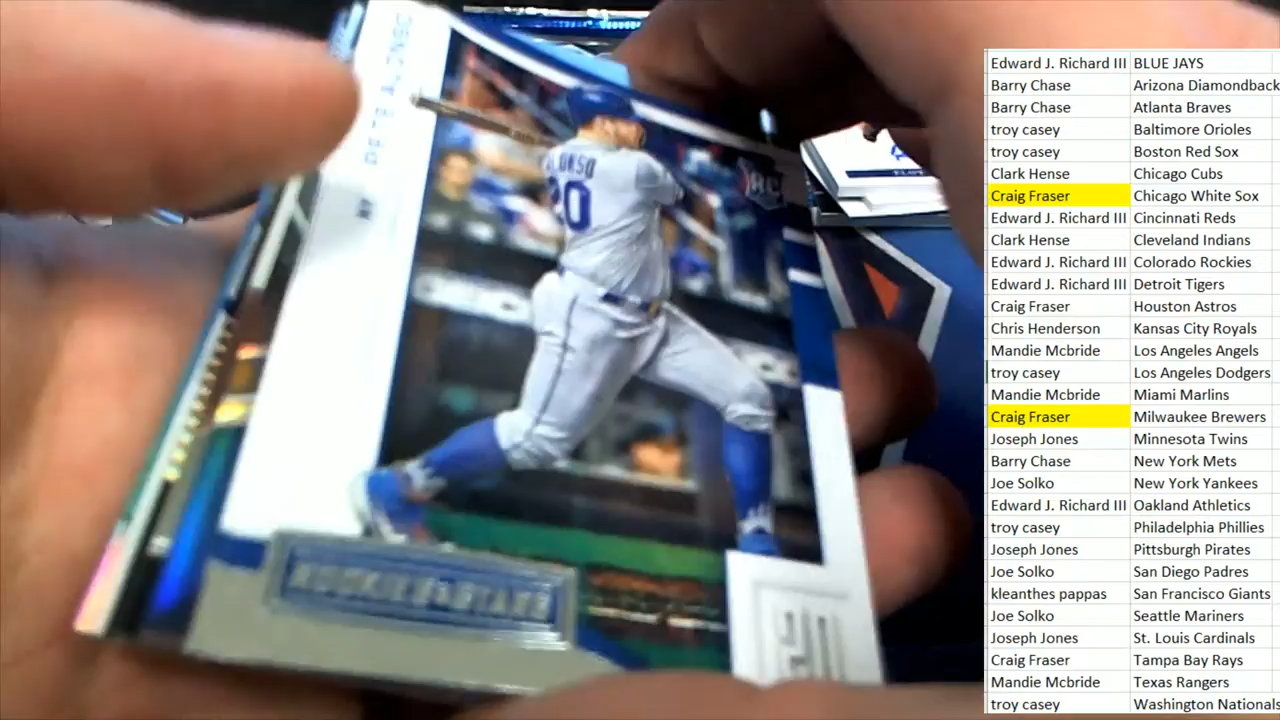 PETE ALONSO
ALONSO
20
RC
ROOKIES & STARS
Edward J. Richard III BLUE JAYS
Barry Chase Arizona Diamondback
Barry Chase Atlanta Braves
troy casey Baltimore Orioles
troy casey Boston Red Sox
Clark Hense Chicago Cubs
Craig Fraser Chicago White Sox
Edward J. Richard III Cincinnati Reds
Clark Hense Cleveland Indians
Edward J. Richard III Colorado Rockies
Edward J. Richard III Detroit Tigers
Craig Fraser Houston Astros
Chris Henderson Kansas City Royals
Mandie Mcbride Los Angeles Angels
troy casey Los Angeles Dodgers
Mandie Mcbride Miami Marlins
Craig Fraser Milwaukee Brewers
Joseph Jones Minnesota Twins
Barry Chase New York Mets
Joe Solko New York Yankees
Edward J. Richard III Oakland Athletics
troy casey Philadelphia Phillies
Joseph Jones Pittsburgh Pirates
Joe Solko San Diego Padres
kleanthes pappas San Francisco Giants
Joe Solko Seattle Mariners
Joseph Jones St. Louis Cardinals
Craig Fraser Tampa Bay Rays
Mandie Mcbride Texas Rangers
troy casey Washington Nationals